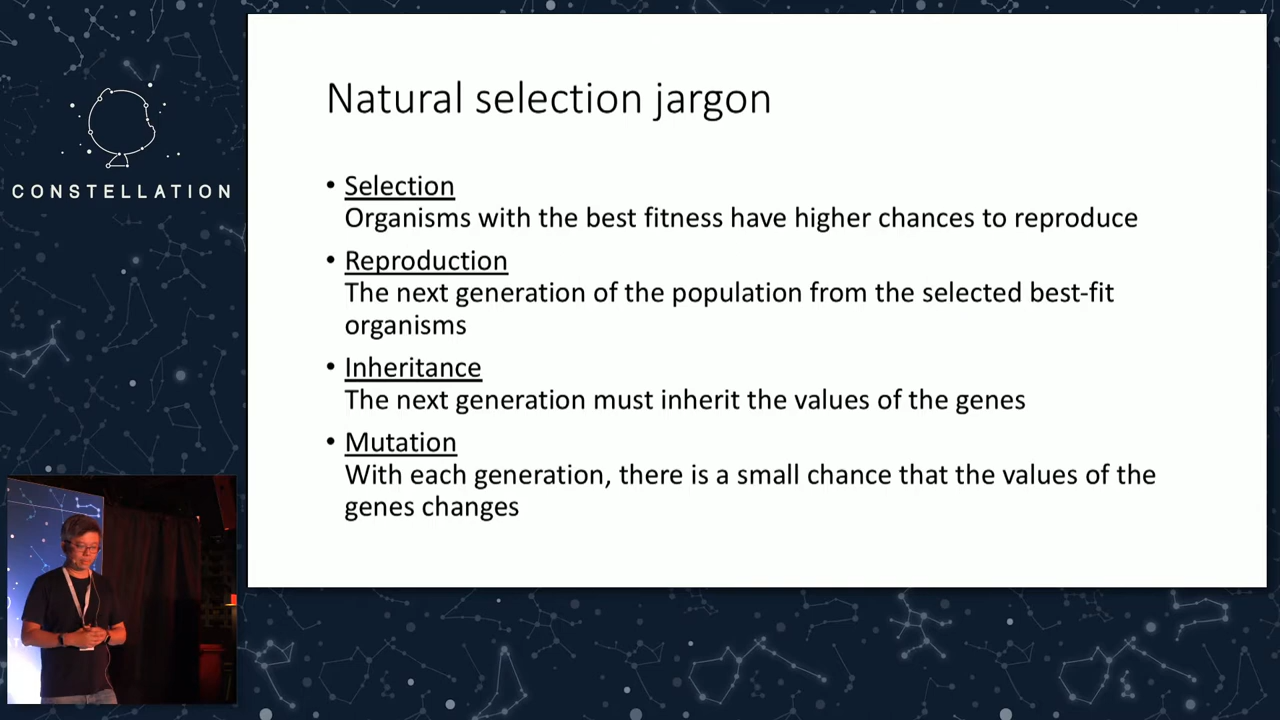 CONSTELLATION
Natural selection jargon
• Selection
Organisms with the best fitness have higher chances to reproduce
• Reproduction
The next generation of the population from the selected best-fit
organisms
• Inheritance
The next generation must inherit the values of the genes
• Mutation
With each generation, there is a small chance that the values of the
genes changes